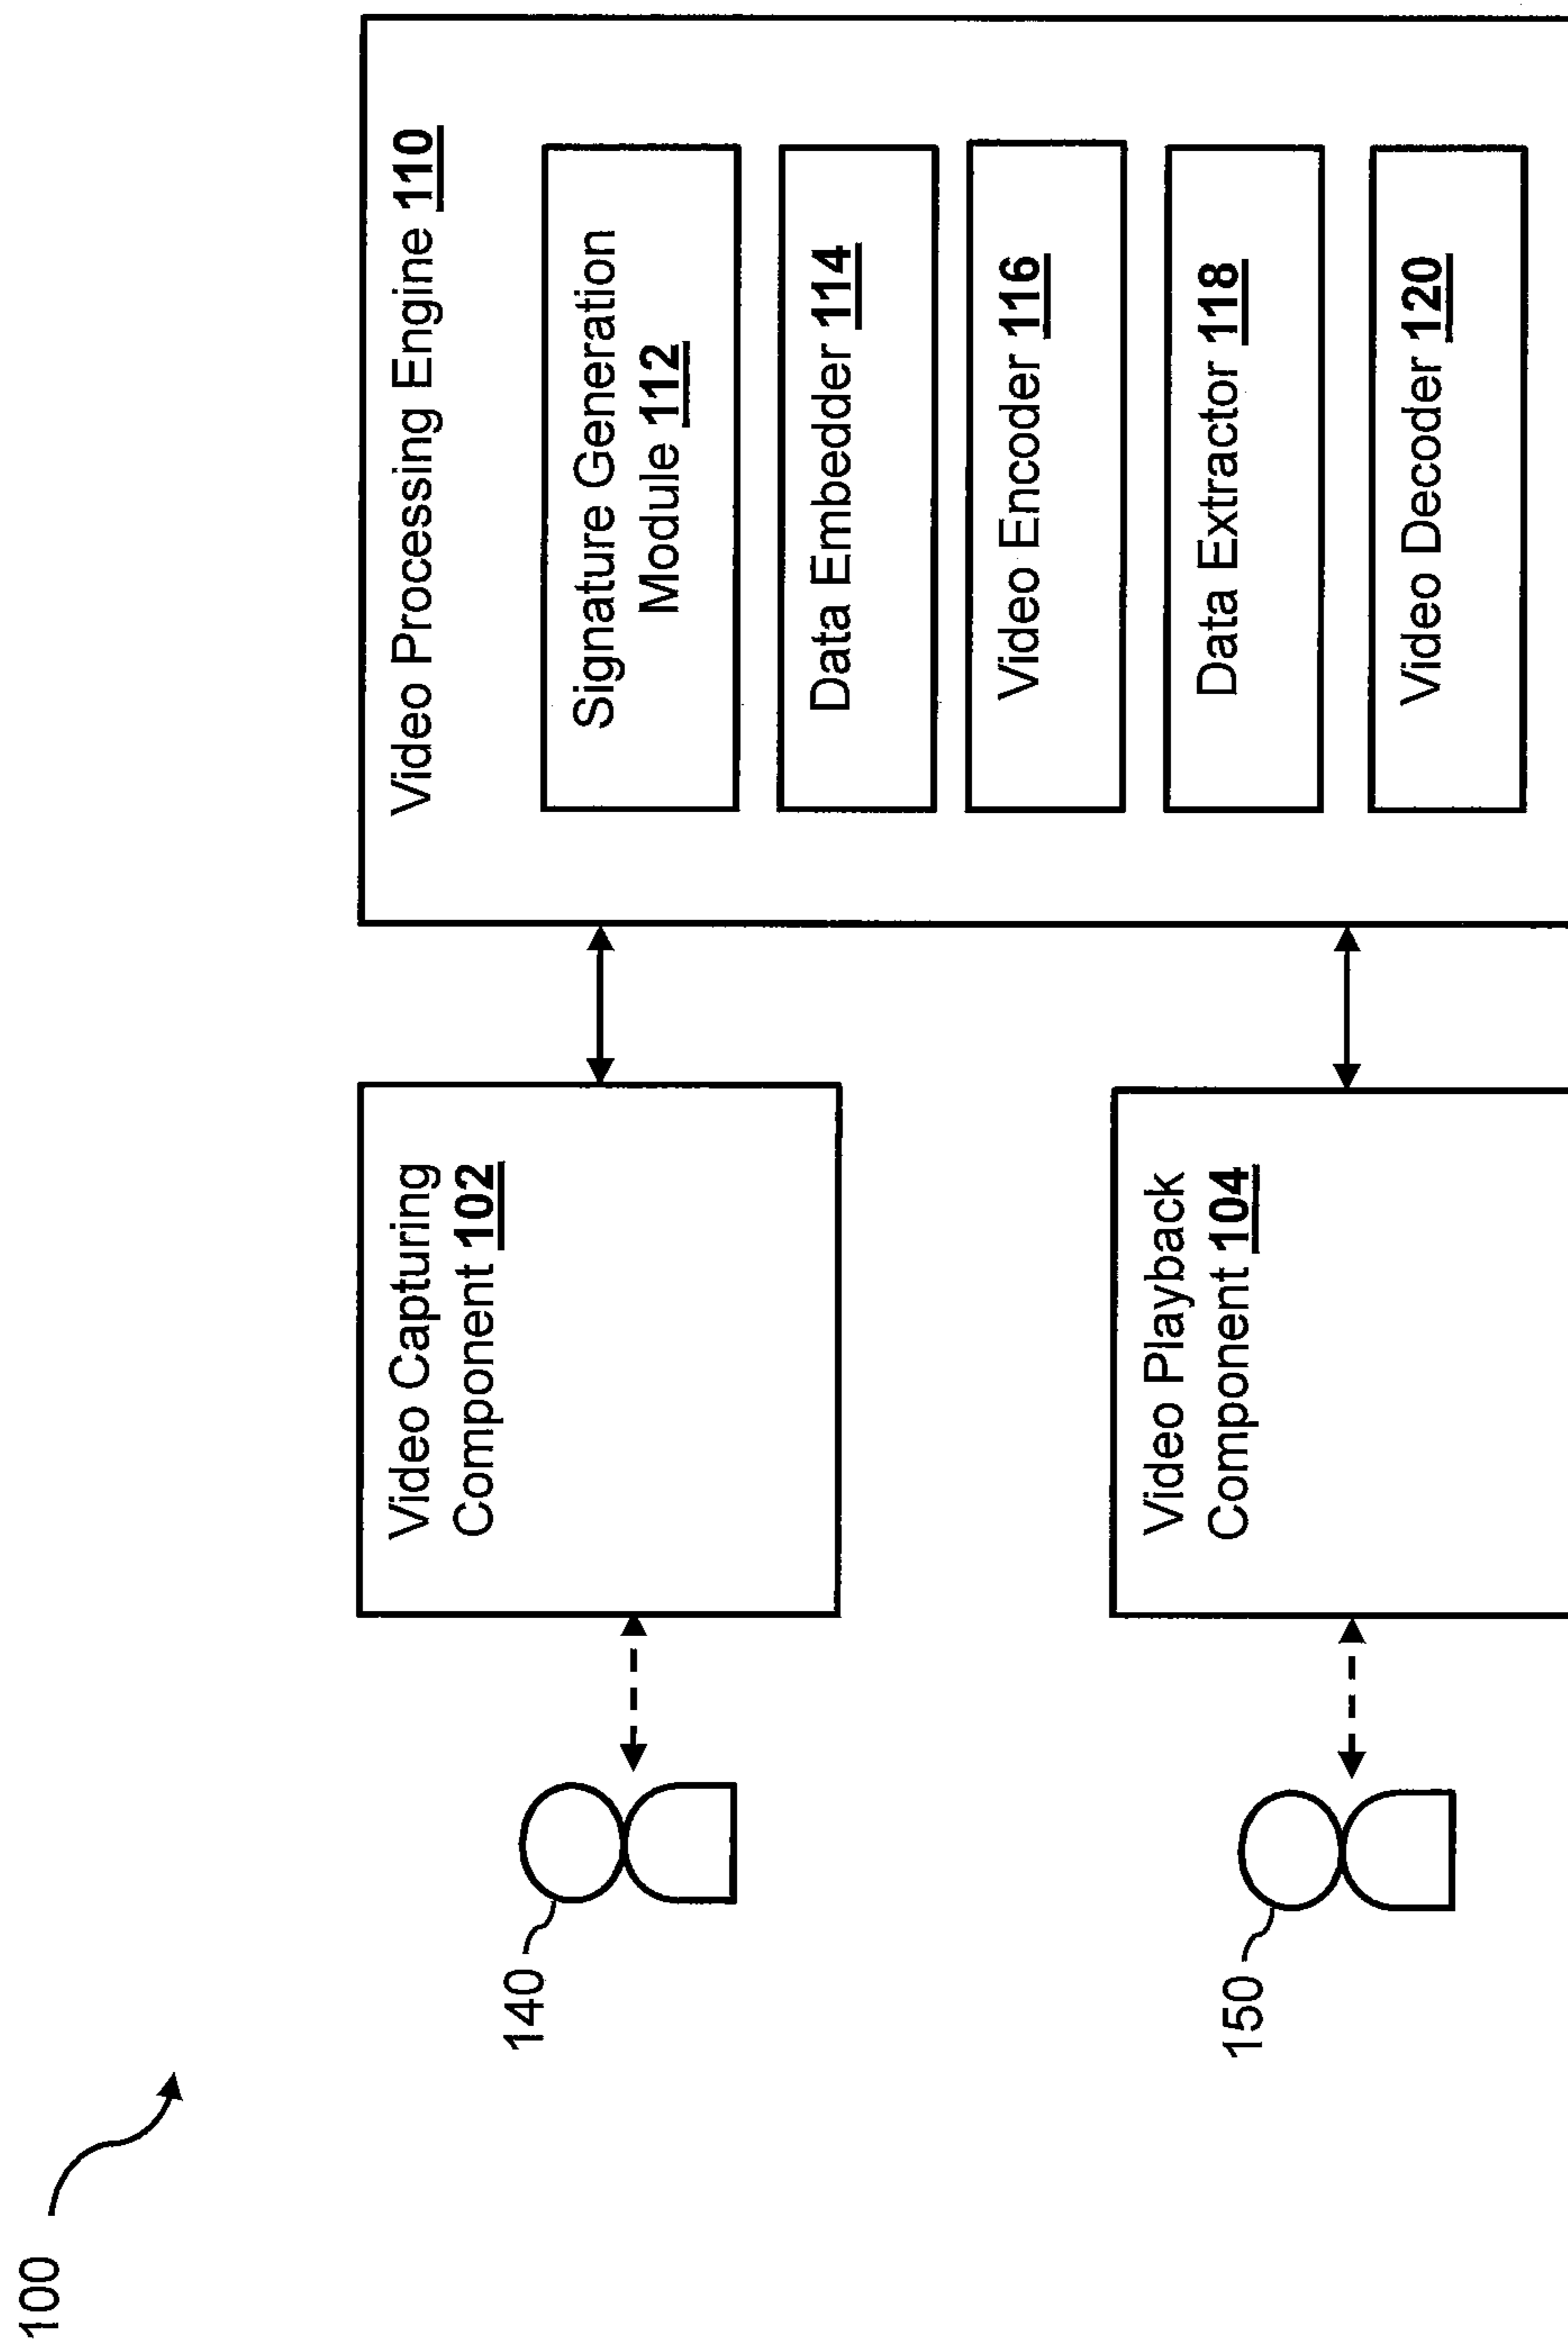 100
140
Video Capturing
Component 102
Video Processing Engine 110
Signature Generation
Module 112
Data Embedder 114
Video Encoder 116
Data Extractor 118
Video Decoder 120
150
Video Playback
Component 104